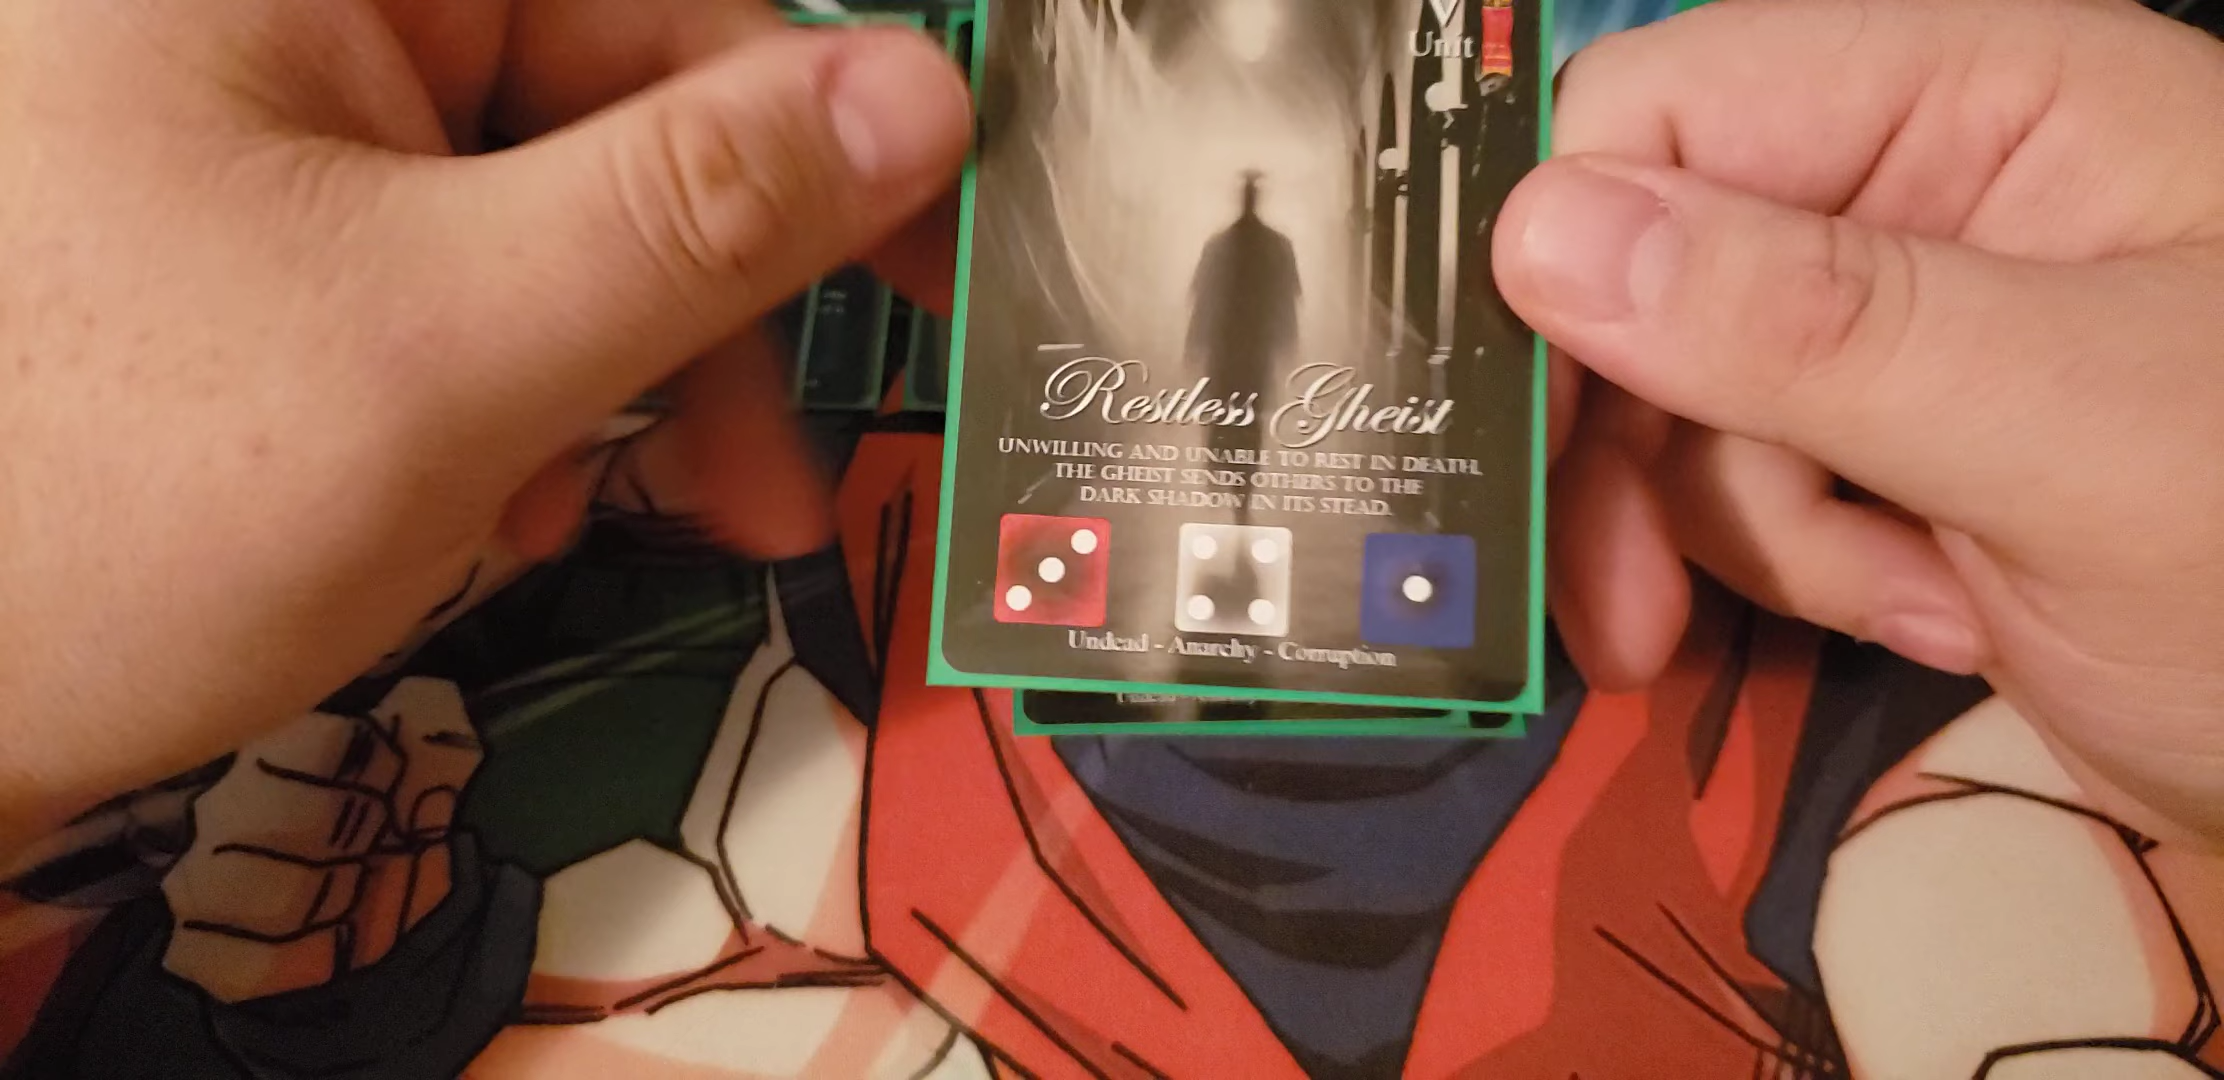 Unit
Restless Gheist
UNWILLING AND UNABLE TO REST IN DEATH,
THE GHEIST SENDS OTHERS TO THE
DARK SHADOW IN ITS STEAD.
Undead - Anarchy - Corruption